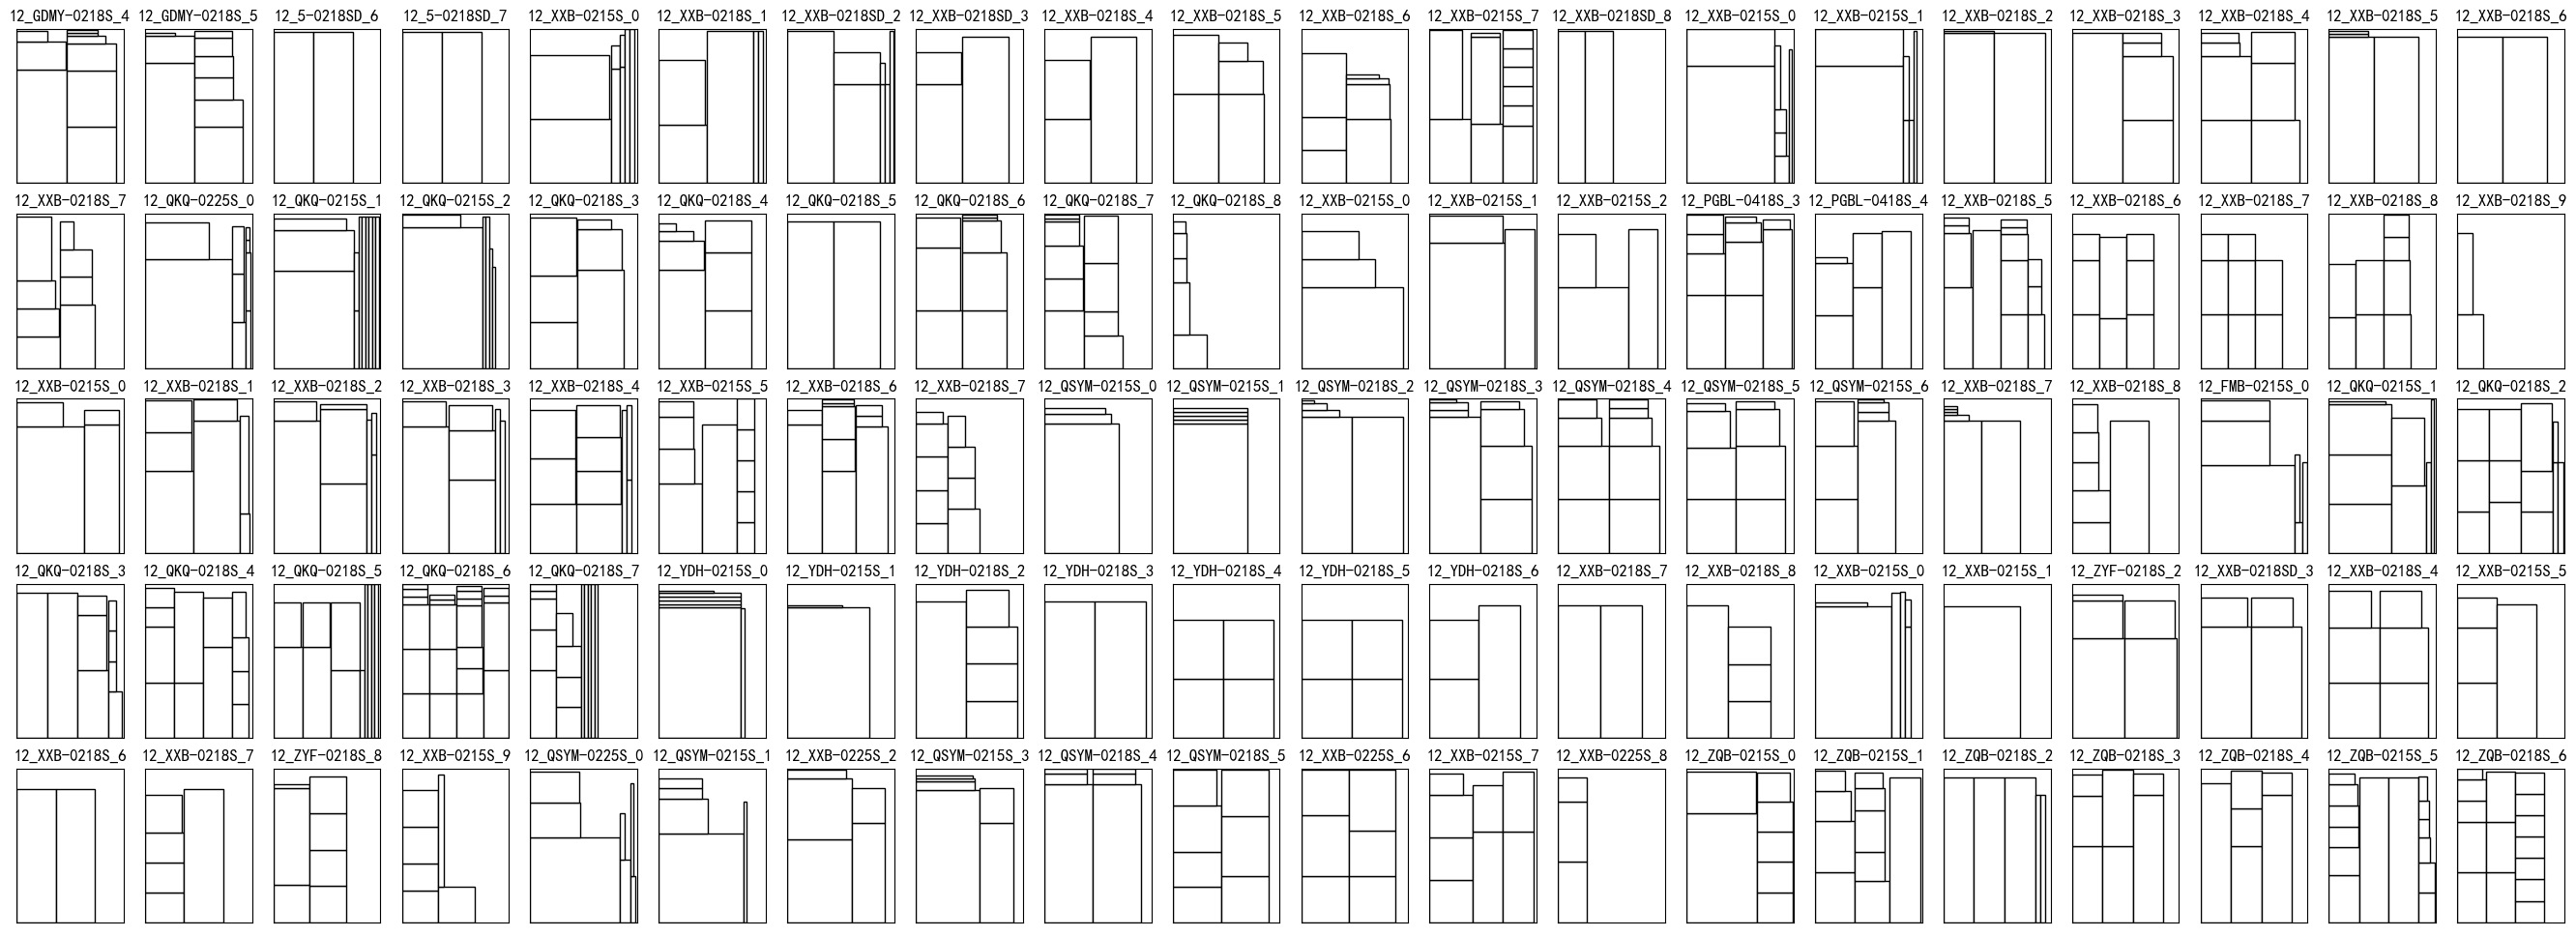 12_GDMY-0218S_4 12_GDMY-0218S_5 12_5-0218SD_6 12_5-0218SD_7 12_XXB-0215S_0 12_XXB-0218S_1 12_XXB-0218SD_2 12_XXB-0218SD_3 12_XXB-0218S_4 12_XXB-0218S_5 12_XXB-0218S_6 12_XXB-0215S_7 12_XXB-0218SD_8 12_XXB-0215S_0 12_XXB-0215S_1 12_XXB-0218S_2 12_XXB-0218S_3 12_XXB-0218S_4 12_XXB-0218S_5 12_XXB-0218S_6
12_XXB-0218S_7 12_QKQ-0225S_0 12_QKQ-0215S_1 12_QKQ-0215S_2 12_QKQ-0218S_3 12_QKQ-0218S_4 12_QKQ-0218S_5 12_QKQ-0218S_6 12_QKQ-0218S_7 12_QKQ-0218S_8 12_XXB-0215S_0 12_XXB-0215S_1 12_XXB-0215S_2 12_PGBL-0418S_3 12_PGBL-0418S_4 12_XXB-0218S_5 12_XXB-0218S_6 12_XXB-0218S_7 12_XXB-0218S_8 12_XXB-0218S_9
12_XXB-0215S_0 12_XXB-0218S_1 12_XXB-0218S_2 12_XXB-0218S_3 12_XXB-0218S_4 12_XXB-0215S_5 12_XXB-0218S_6 12_XXB-0218S_7 12_QSYM-0215S_0 12_QSYM-0215S_1 12_QSYM-0218S_2 12_QSYM-0218S_3 12_QSYM-0218S_4 12_QSYM-0218S_5 12_QSYM-0215S_6 12_XXB-0218S_7 12_XXB-0218S_8 12_FMB-0215S_0 12_QKQ-0215S_1 12_QKQ-0218S_2
12_QKQ-0218S_3 12_QKQ-0218S_4 12_QKQ-0218S_5 12_QKQ-0218S_6 12_QKQ-0218S_7 12_YDH-0215S_0 12_YDH-0215S_1 12_YDH-0218S_2 12_YDH-0218S_3 12_YDH-0218S_4 12_YDH-0218S_5 12_YDH-0218S_6 12_XXB-0218S_7 12_XXB-0218S_8 12_XXB-0215S_0 12_XXB-0215S_1 12_ZYF-0218S_2 12_XXB-0218SD_3 12_XXB-0218S_4 12_XXB-0215S_5
12_XXB-0218S_6 12_XXB-0218S_7 12_ZYF-0218S_8 12_XXB-0215S_9 12_QSYM-0225S_0 12_QSYM-0215S_1 12_XXB-0225S_2 12_QSYM-0215S_3 12_QSYM-0218S_4 12_QSYM-0218S_5 12_XXB-0225S_6 12_XXB-0215S_7 12_XXB-0225S_8 12_ZQB-0215S_0 12_ZQB-0215S_1 12_ZQB-0218S_2 12_ZQB-0218S_3 12_ZQB-0218S_4 12_ZQB-0215S_5 12_ZQB-0218S_6